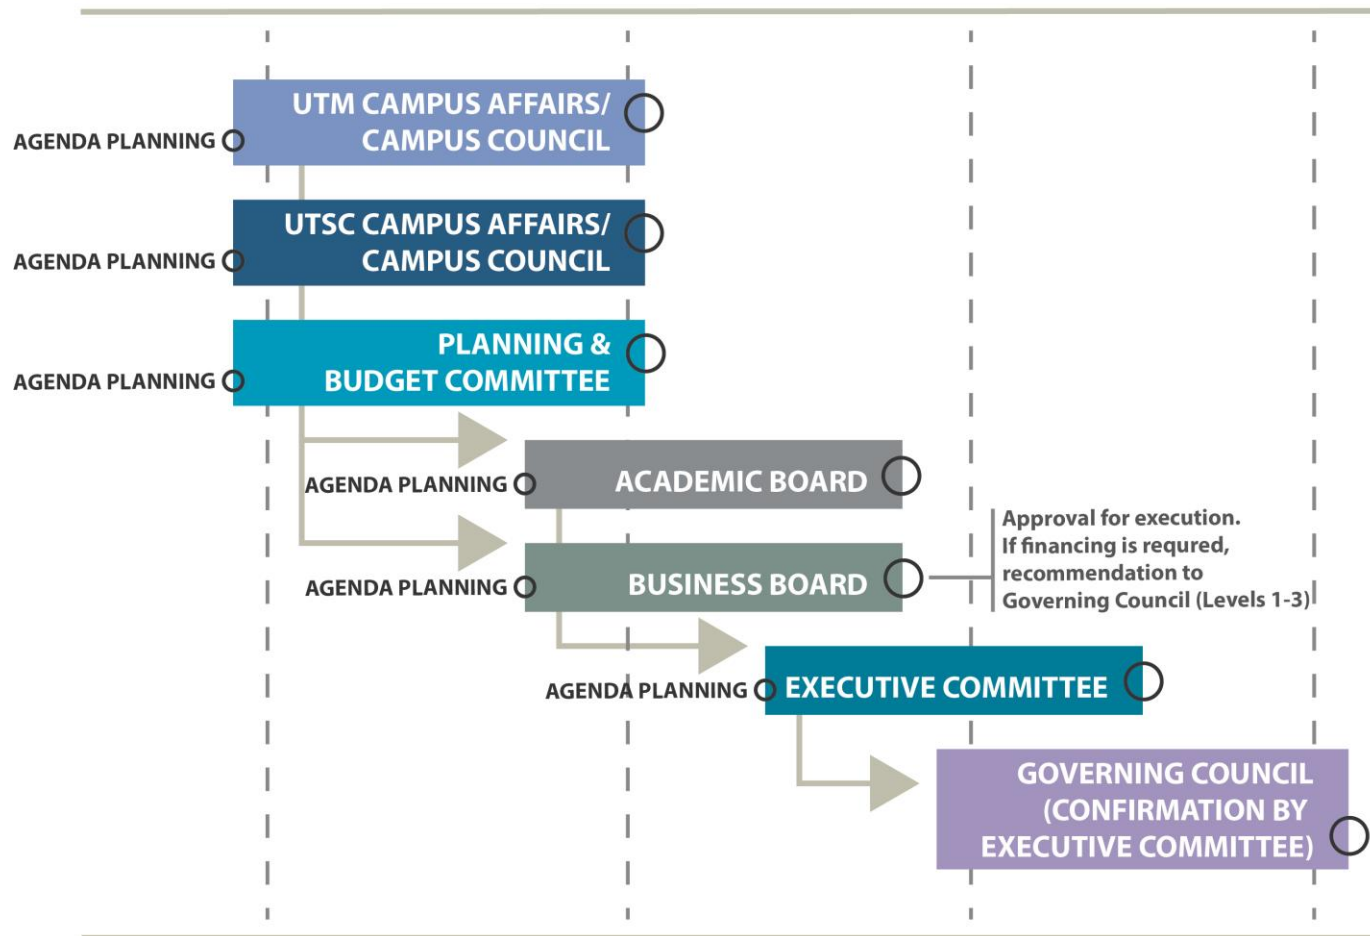 UTM CAMPUS AFFAIRS/
CAMPUS COUNCIL
AGENDA PLANNING
UTSC CAMPUS AFFAIRS/
CAMPUS COUNCIL
AGENDA PLANNING
PLANNING &
BUDGET COMMITTEE
AGENDA PLANNING
ACADEMIC BOARD
AGENDA PLANNING
Approval for execution.
If financing is requred,
recommendation to
Governing Council (Levels 1-3)
BUSINESS BOARD
AGENDA PLANNING
EXECUTIVE COMMITTEE
AGENDA PLANNING
GOVERNING COUNCIL
(CONFIRMATION BY
EXECUTIVE COMMITTEE)